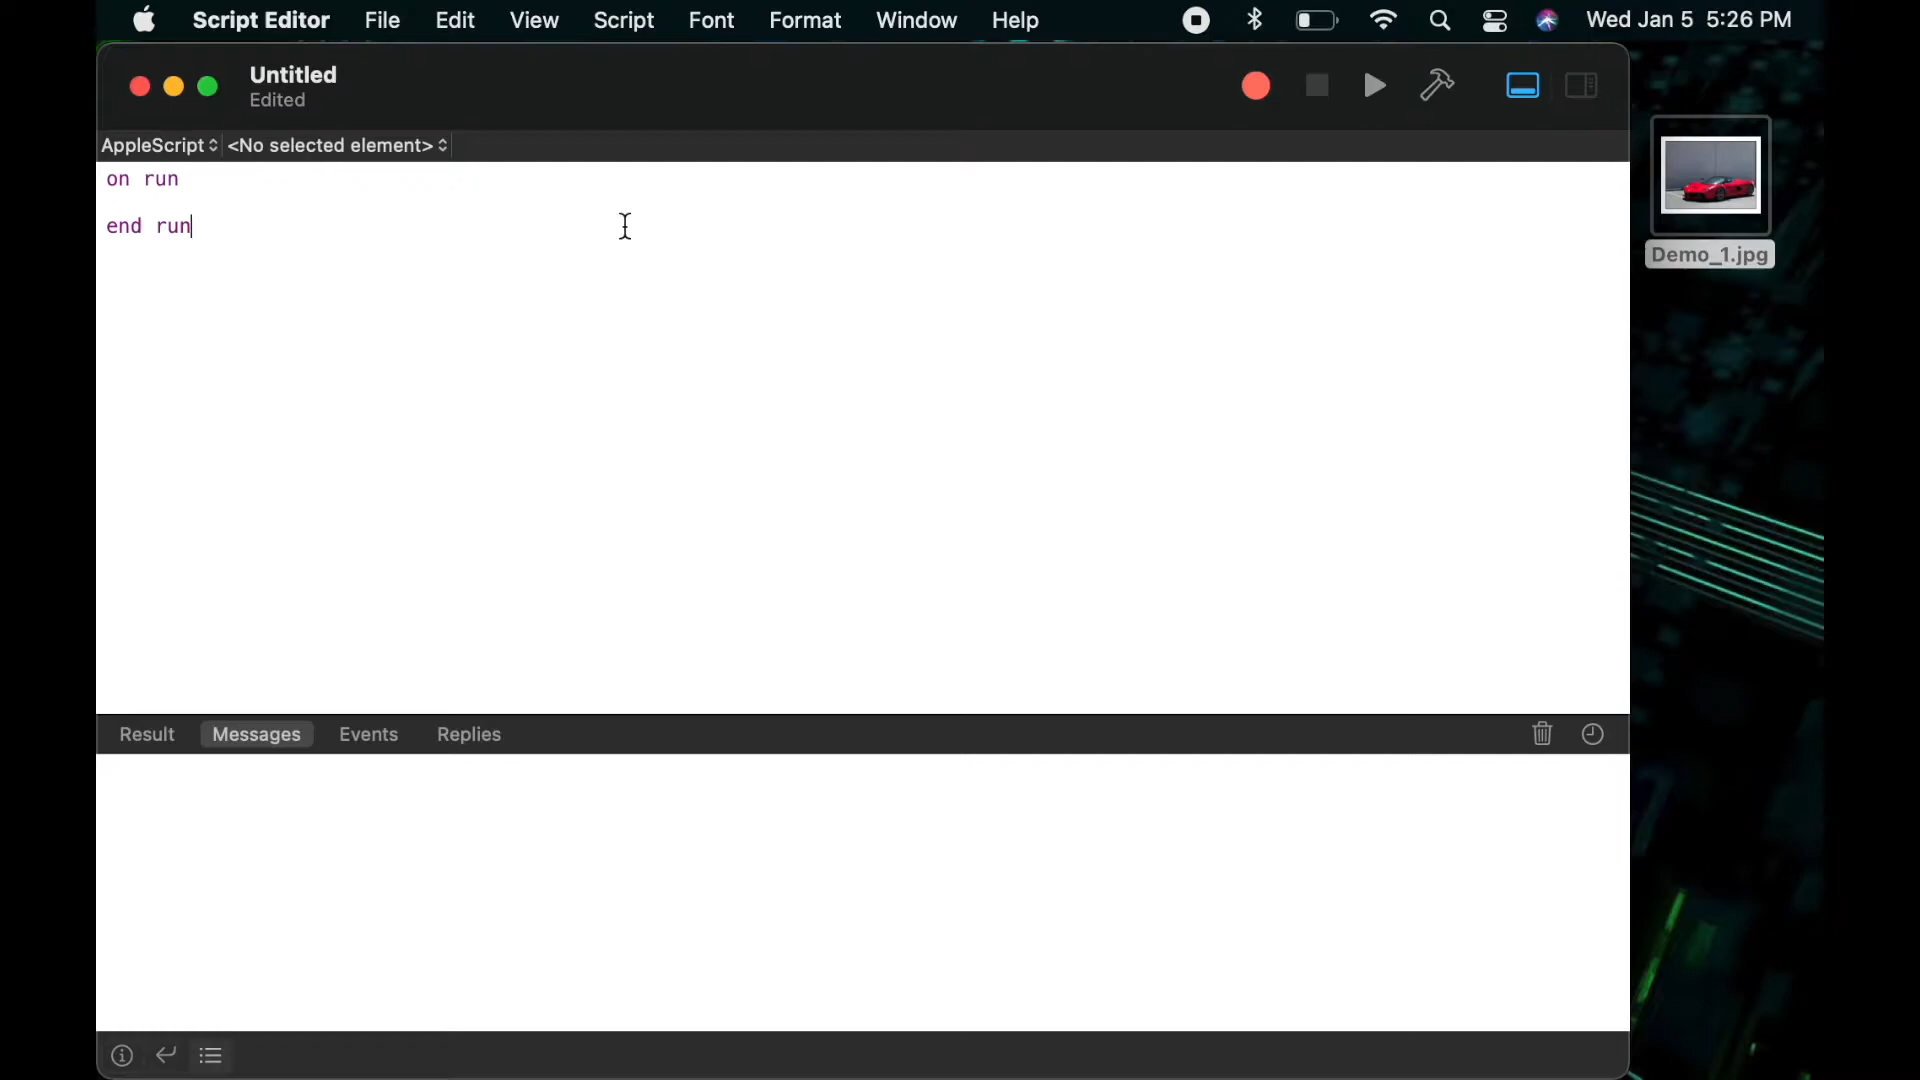 Script Editor File Edit View Script Font Format Window Help Wed Jan 5 5:26 PM
Untitled
Edited
AppleScript <No selected element>
on run
end run
Demo_1.jpg
Result Messages Events Replies